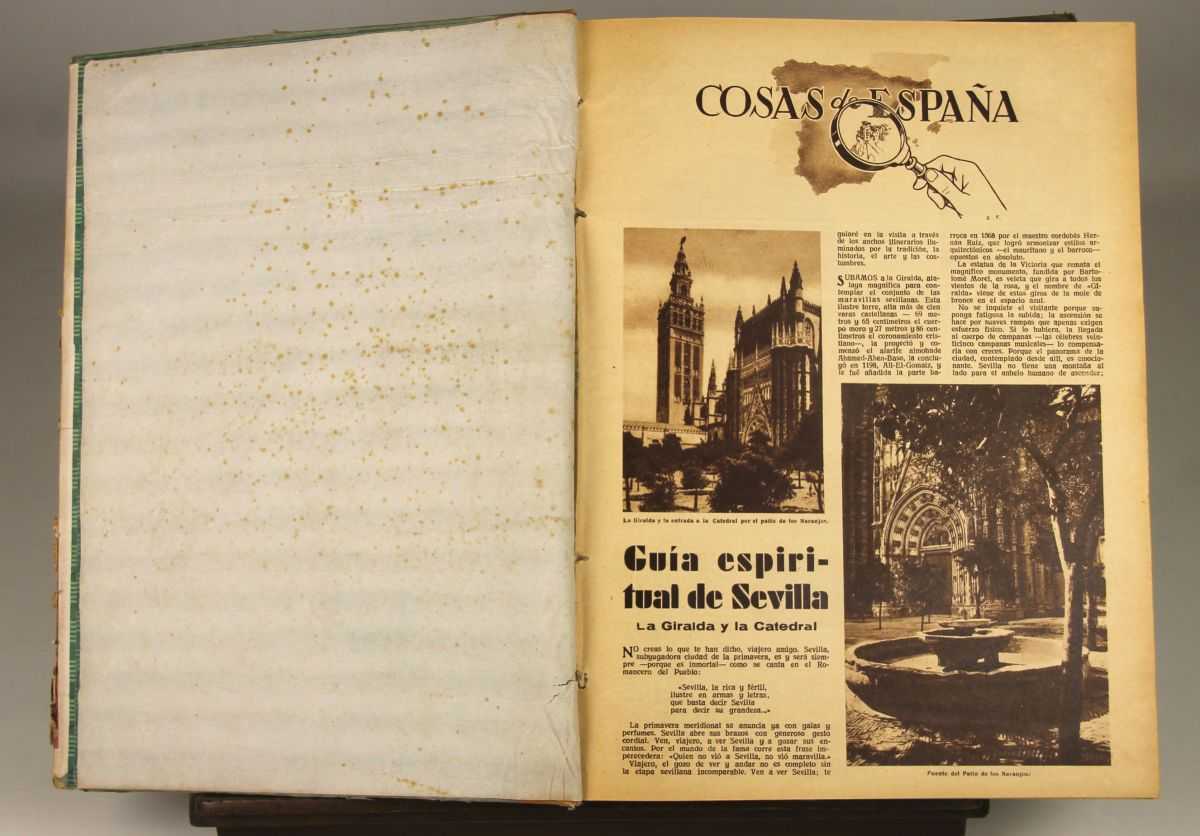 COSAS de ESPAÑA
La Giralda y la entrada a la Catedral por el patio de los Naranjos.
Guía espiri-
tual de Sevilla
La Giralda y la Catedral
NO creas lo que te han dicho, viajero amigo. Sevilla,
subyugadora ciudad de la primavera, es y será siem-
pre —porque es inmortal— como se canta en el Ro-
mancero del Pueblo:
«Sevilla, la rica y fértil,
ilustre en armas y letras,
que basta decir Sevilla
para decir su grandeza...»
La primavera meridional se anuncia ya con galas y
perfumes. Sevilla abre sus brazos con generoso gesto
cordial. Ven, viajero, a ver Sevilla y a gozar sus en-
cantos. Por el mundo de la fama corre esta frase im-
perecedera: «Quien no vió a Sevilla, no vió maravilla.»
Viajero, el gozo de ver y andar no es completo sin
la etapa sevillana incomparable. Ven a ver Sevilla; te
guiaré en la visita a través
de los anchos itinerarios ilu-
minados por la tradición, la
historia, el arte y las cos-
tumbres.
SUBAMOS a la Giralda, ata-
laya magnífica para con-
templar el conjunto de las
maravillas sevillanas. Esta
ilustre torre, alta más de cien
varas castellanas — 69 me-
tros y 65 centímetros el cuer-
po moro y 27 metros y 86 cen-
tímetros el coronamiento cris-
tiano—, la proyectó y co-
menzó el alarife almohade
Ahamed-Aben-Baso, la conclu-
yó en 1198, Alí-El-Gomaiz, y
le fué añadida la parte ba-
rroca en 1568 por el maestro cordobés Her-
nán Ruiz, que logró armonizar estilos ar-
quitectónicos —el mauritano y el barroco—
opuestos en absoluto.
La estatua de la Victoria que remata el
magnífico monumento, fundida por Barto-
lomé Morel, es veleta que gira a todos los
vientos de la rosa, y el nombre de «Gi-
ralda» viene de estos giros de la mole de
bronce en el espacio azul.
No se inquiete el visitante porque su-
ponga fatigosa la subida; la ascensión se
hace por suaves rampas que apenas exigen
esfuerzo físico. Si lo hubiera, la llegada
al cuerpo de campanas —las célebres vein-
ticinco campanas musicales— lo compensa-
ría con creces. Porque el panorama de la
ciudad, contemplado desde allí, es emocio-
nante. Sevilla no tiene una montaña al
lado para el anhelo humano de ascender;
Fuente del Patio de los Naranjos.